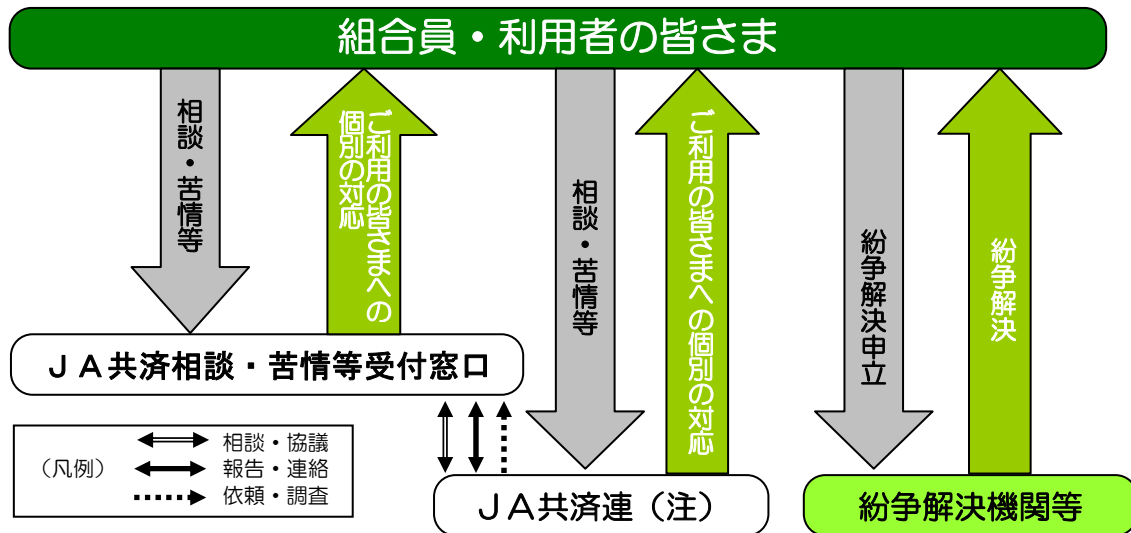 組合員・利用者の皆さま
相談・苦情等
ご利用の皆さまへの
個別の対応
相談・苦情等
ご利用の皆さまへの個別の対応
紛争解決申立
紛争解決
ＪＡ共済相談・苦情等受付窓口
（凡例）
相談・協議
報告・連絡
依頼・調査
ＪＡ共済連（注）
紛争解決機関等